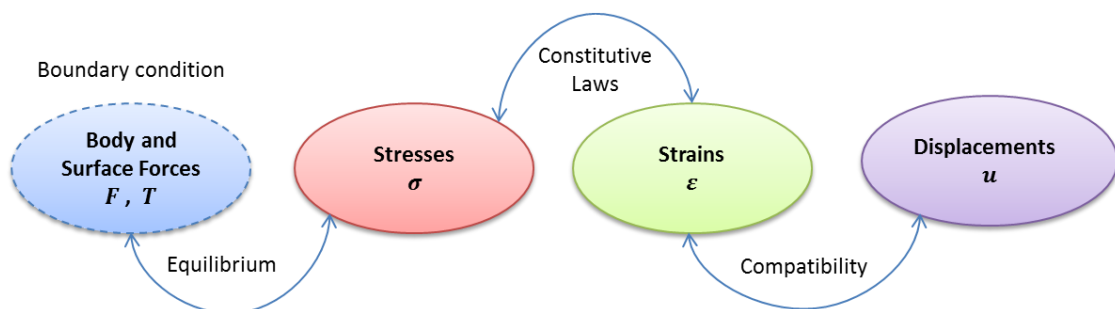 Boundary condition
Body and
Surface Forces
F , T
Equilibrium
Stresses
σ
Constitutive
Laws
Strains
ε
Compatibility
Displacements
u